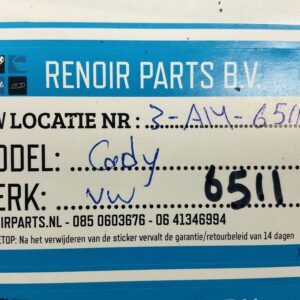 RENOIR PARTS B.V.
W LOCATIE NR : 3-A14-6511
ODEL: Cady
ERK: VW 6511
IRPARTS.NL - 085 0603676 - 06 41346994
ETOP: Na het verwijderen van de sticker vervalt de garantie/retourbeleid van 14 dagen